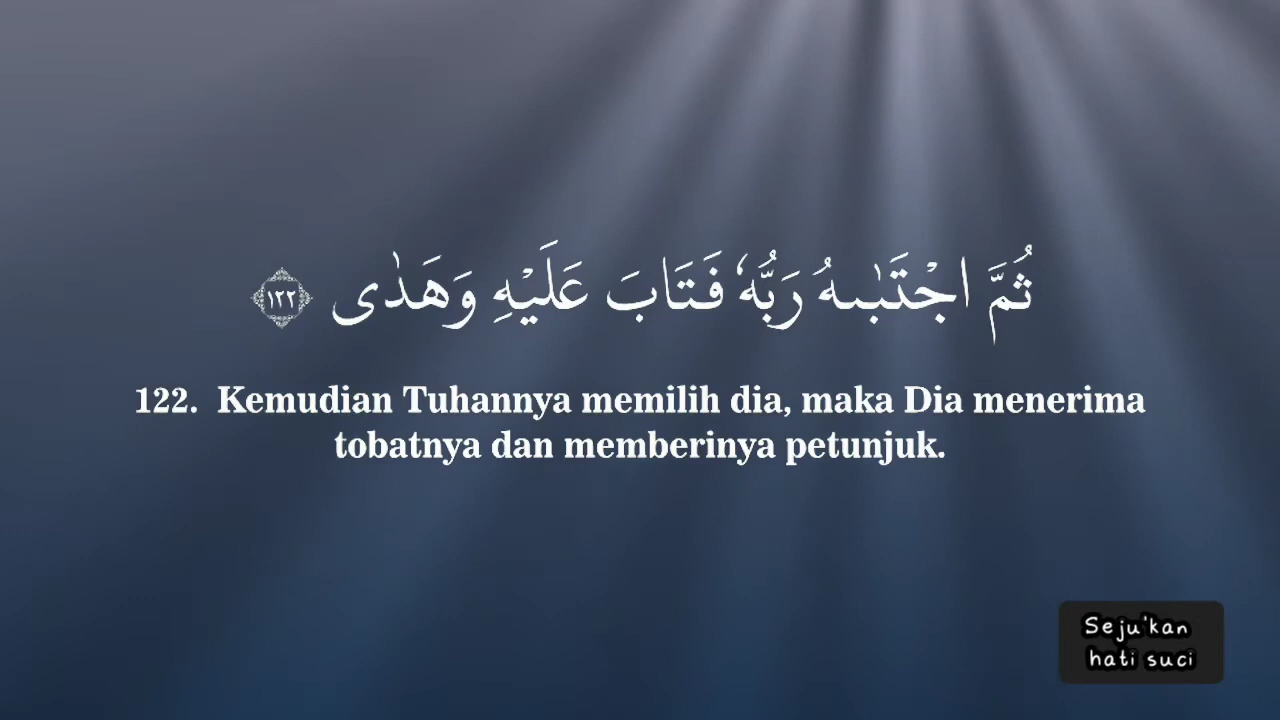 ثُمَّ اجْتَبٰىهُ رَبُّهٗ فَتَابَ عَلَيْهِ وَهَدٰى ١٢٢
122. Kemudian Tuhannya memilih dia, maka Dia menerima
tobatnya dan memberinya petunjuk.
Seju'kan
hati suci